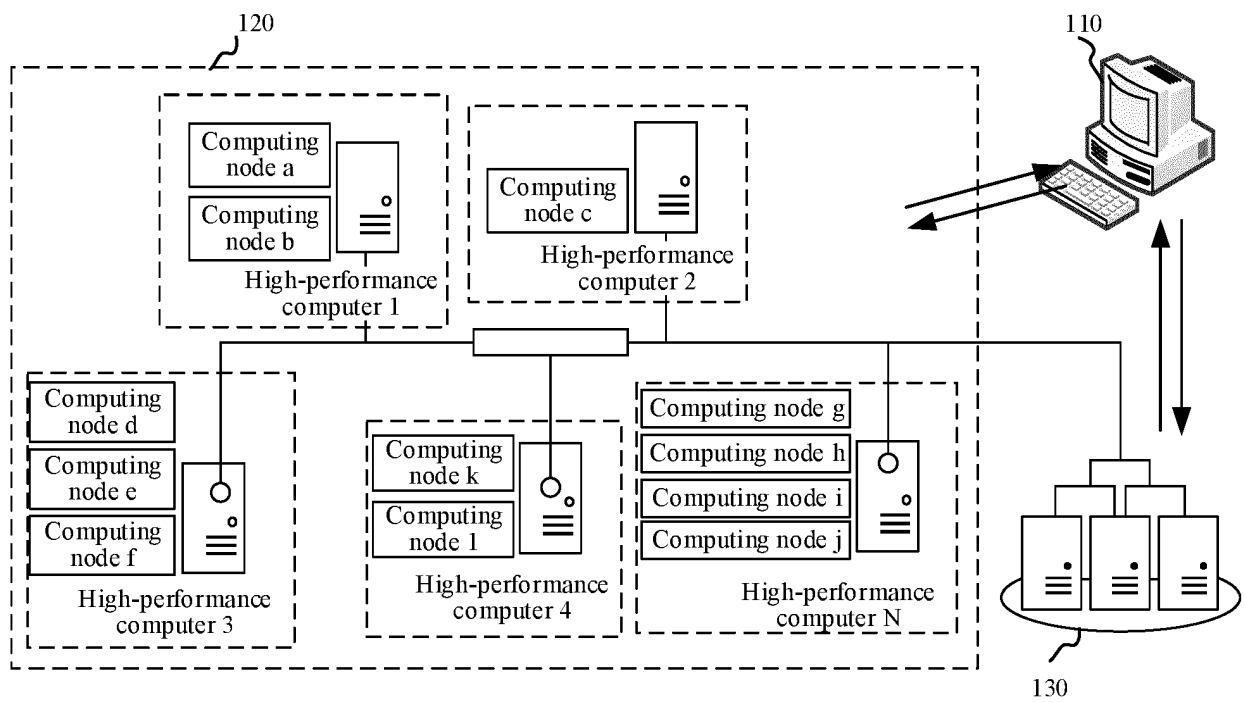 120
110
Computing
node a
Computing
node b
High-performance
computer 1
Computing
node c
High-performance
computer 2
Computing
node d
Computing
node e
Computing
node f
High-performance
computer 3
Computing
node k
Computing
node 1
High-performance
computer 4
Computing node g
Computing node h
Computing node i
Computing node j
High-performance
computer N
130